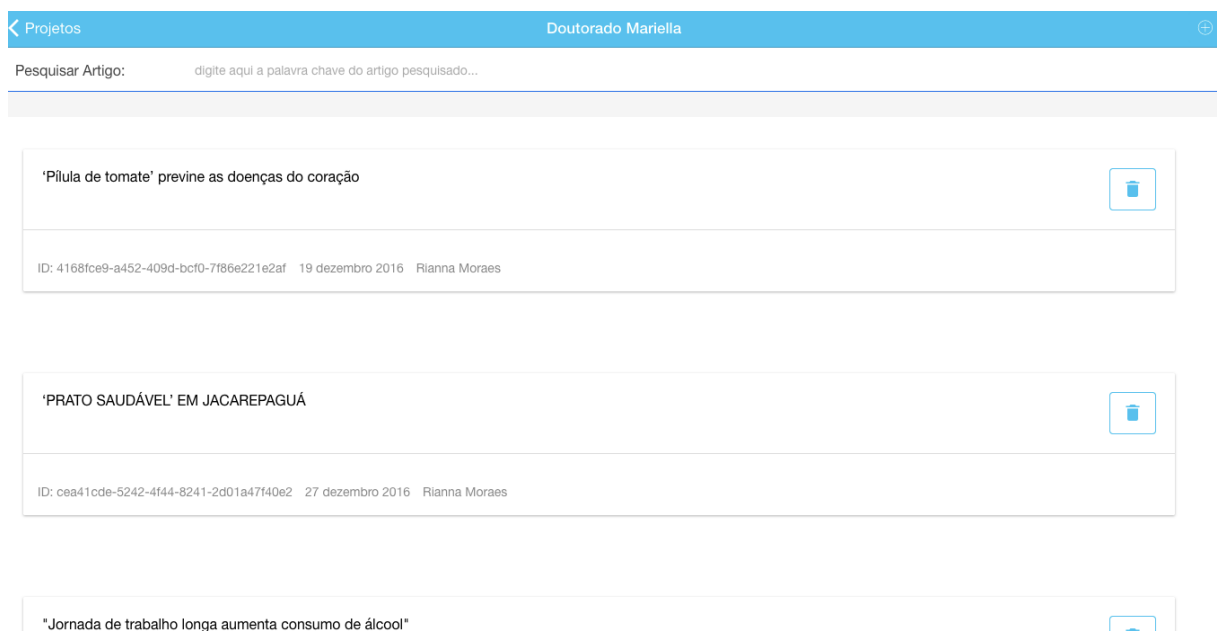 Projetos
Doutorado Mariella
Pesquisar Artigo:
digite aqui a palavra chave do artigo pesquisado...
‘Pílula de tomate’ previne as doenças do coração
ID: 4168fce9-a452-409d-bcf0-7f86e221e2af 19 dezembro 2016 Rianna Moraes
‘PRATO SAUDÁVEL’ EM JACAREPAGUÁ
ID: cea41cde-5242-4f44-8241-2d01a47f40e2 27 dezembro 2016 Rianna Moraes
"Jornada de trabalho longa aumenta consumo de álcool"